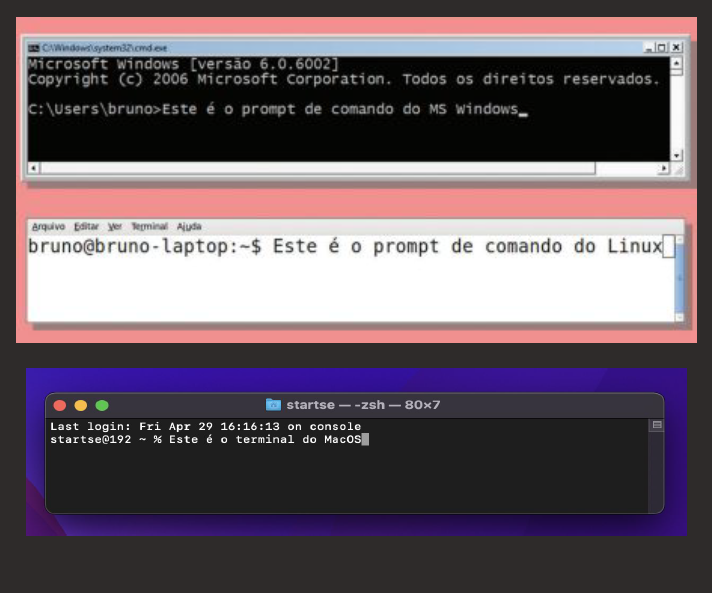 C:\Windows\system32\cmd.exe
Microsoft Windows [versão 6.0.6002]
Copyright (c) 2006 Microsoft Corporation. Todos os direitos reservados.
C:\Users\bruno>Este é o prompt de comando do MS Windows_
Arquivo Editar Ver Terminal Ajuda
bruno@bruno-laptop:~$ Este é o prompt de comando do Linux
startse — -zsh — 80×7
Last login: Fri Apr 29 16:16:13 on console
startse@192 ~ % Este é o terminal do MacOS